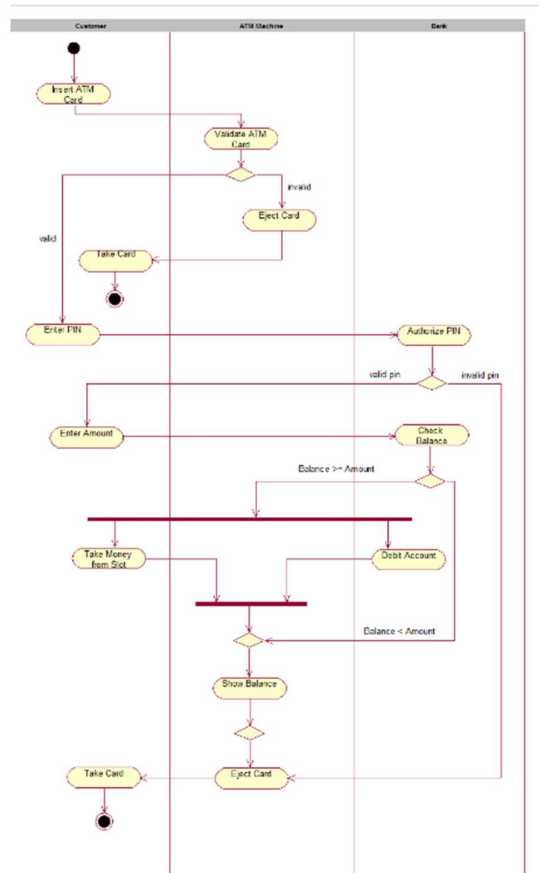 Customer
ATM Machine
Bank
Insert ATM
Card
Validate ATM
Card
invalid
Eject Card
valid
Take Card
Enter PIN
Authorize PIN
valid pin
invalid pin
Enter Amount
Check
Balance
Balance >= Amount
Take Money
from Slot
Debit Account
Balance < Amount
Show Balance
Take Card
Eject Card